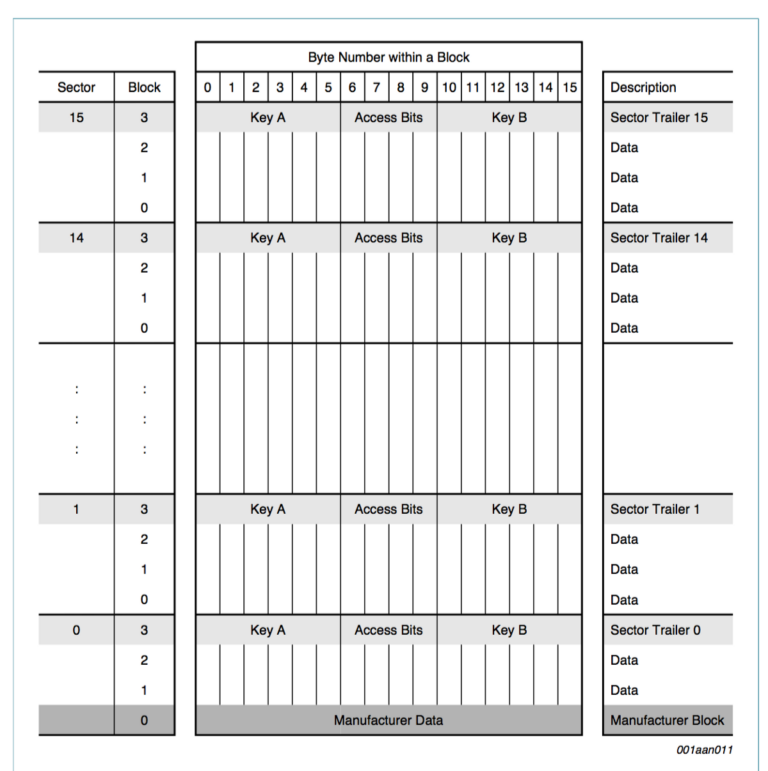 Byte Number within a Block
Sector Block 0 1 2 3 4 5 6 7 8 9 10 11 12 13 14 15 Description
15 3 Key A Access Bits Key B Sector Trailer 15
2 Data
1 Data
0 Data
14 3 Key A Access Bits Key B Sector Trailer 14
2 Data
1 Data
0 Data
: :
: :
: :
1 3 Key A Access Bits Key B Sector Trailer 1
2 Data
1 Data
0 Data
0 3 Key A Access Bits Key B Sector Trailer 0
2 Data
1 Data
0 Manufacturer Data Manufacturer Block
001aan011